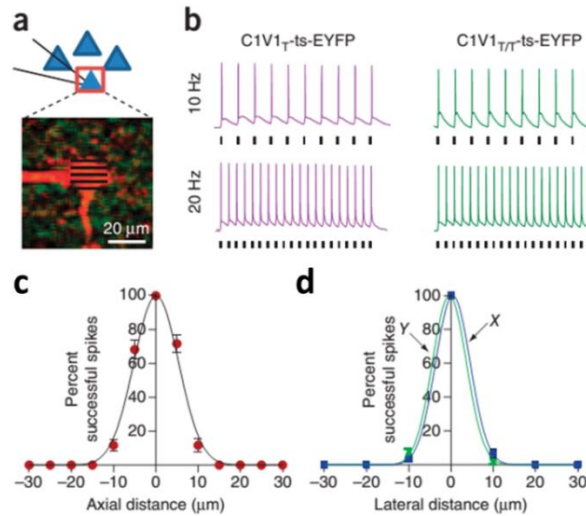 a
20 μm
b
C1V1T-ts-EYFP
C1V1T/T-ts-EYFP
10 Hz
20 Hz
c
Percent
successful spikes
100
80
60
40
20
−30 −20 −10 0 10 20 30
Axial distance (μm)
d
Percent
successful spikes
100
80
60
40
20
Y
X
−30 −20 −10 0 10 20 30
Lateral distance (μm)